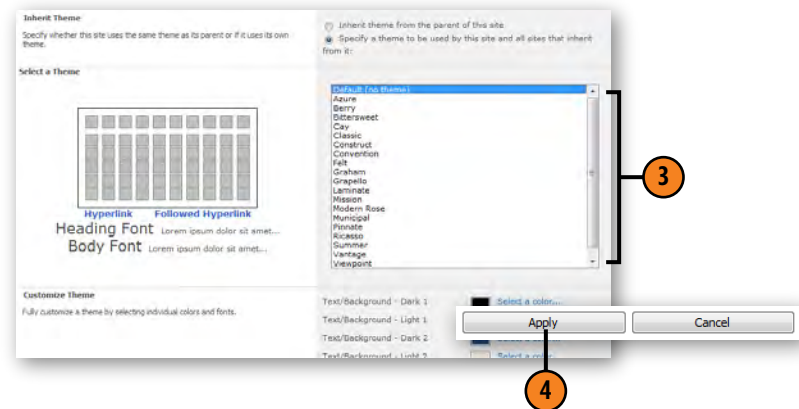 Inherit Theme
Specify whether this site uses the same theme as its parent or if it uses its own
theme.
Inherit theme from the parent of this site
Specify a theme to be used by this site and all sites that inherit
from it:
Select a Theme
Hyperlink Followed Hyperlink
Heading Font Lorem ipsum dolor sit amet...
Body Font Lorem ipsum dolor sit amet...
Default (no theme)
Azure
Berry
Bittersweet
Cay
Classic
Construct
Convention
Felt
Graham
Grapello
Laminate
Mission
Modern Rose
Municipal
Pinnate
Ricasso
Summer
Vantage
Viewpoint
3
Customize Theme
Fully customize a theme by selecting individual colors and fonts.
Text/Background - Dark 1 Select a color...
Text/Background - Light 1
Text/Background - Dark 2 Select a color...
Text/Background - Light 2 Select a color...
Apply Cancel
4